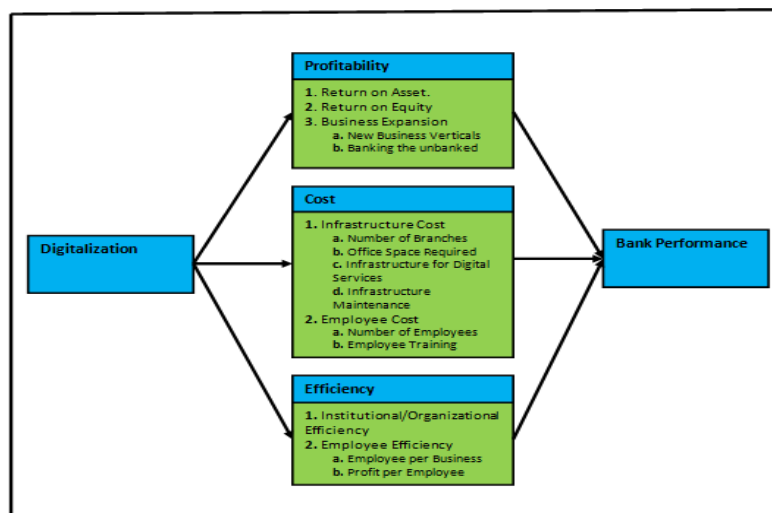 Profitability
1. Return on Asset.
2. Return on Equity
3. Business Expansion
a. New Business Verticals
b. Banking the unbanked
Digitalization
Cost
1. Infrastructure Cost
a. Number of Branches
b. Office Space Required
c. Infrastructure for Digital
Services
d. Infrastructure
Maintenance
2. Employee Cost
a. Number of Employees
b. Employee Training
Bank Performance
Efficiency
1. Institutional/Organizational
Efficiency
2. Employee Efficiency
a. Employee per Business
b. Profit per Employee